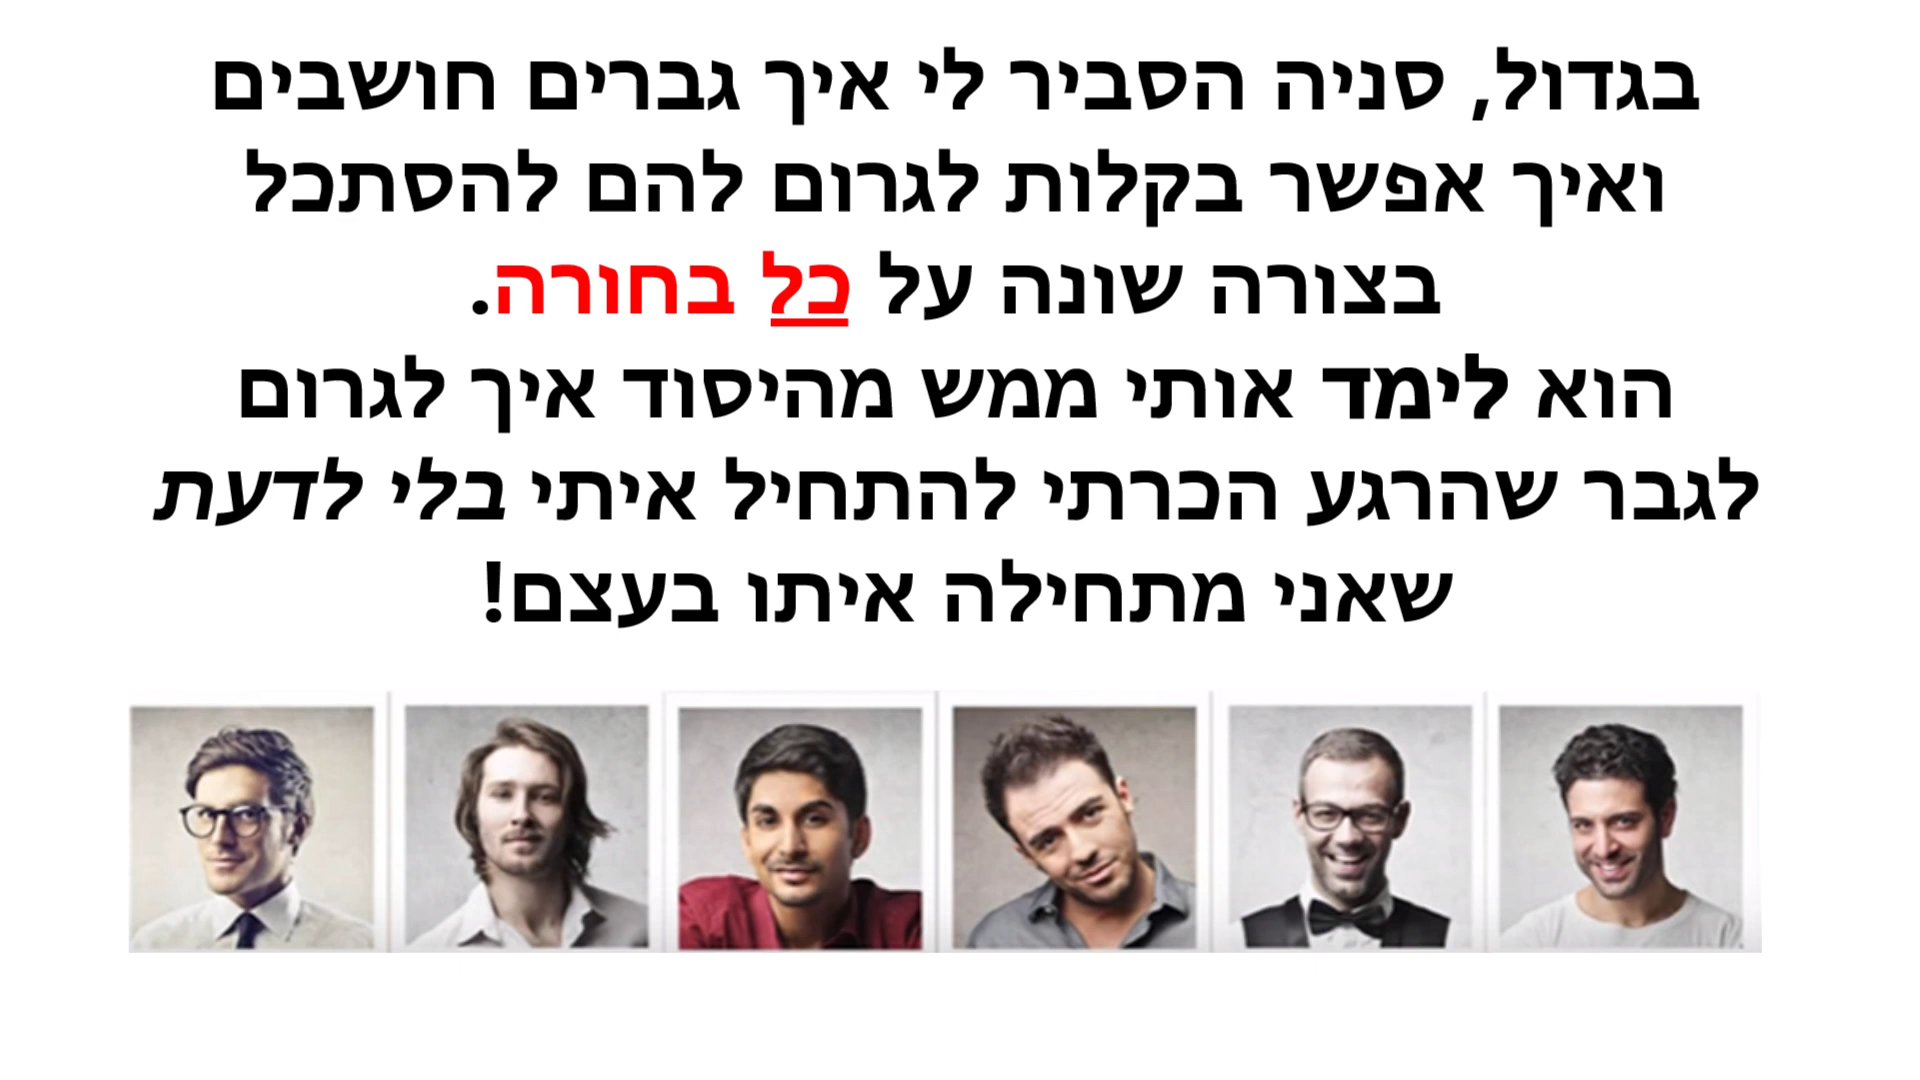 בגדול, סניה הסביר לי איך גברים חושבים
ואיך אפשר בקלות לגרום להם להסתכל
בצורה שונה על כל בחורה.
הוא לימד אותי ממש מהיסוד איך לגרום
לגבר שהרגע הכרתי להתחיל איתי בלי לדעת
שאני מתחילה איתו בעצם!